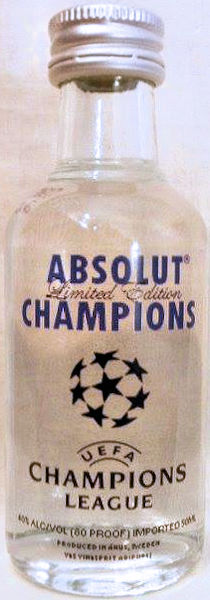 ABSOLUT®
Limited Edition
CHAMPIONS
UEFA
CHAMPIONS
LEAGUE
40% ALC/VOL (80 PROOF) IMPORTED 50ML
PRODUCED IN ÅHUS, SWEDEN